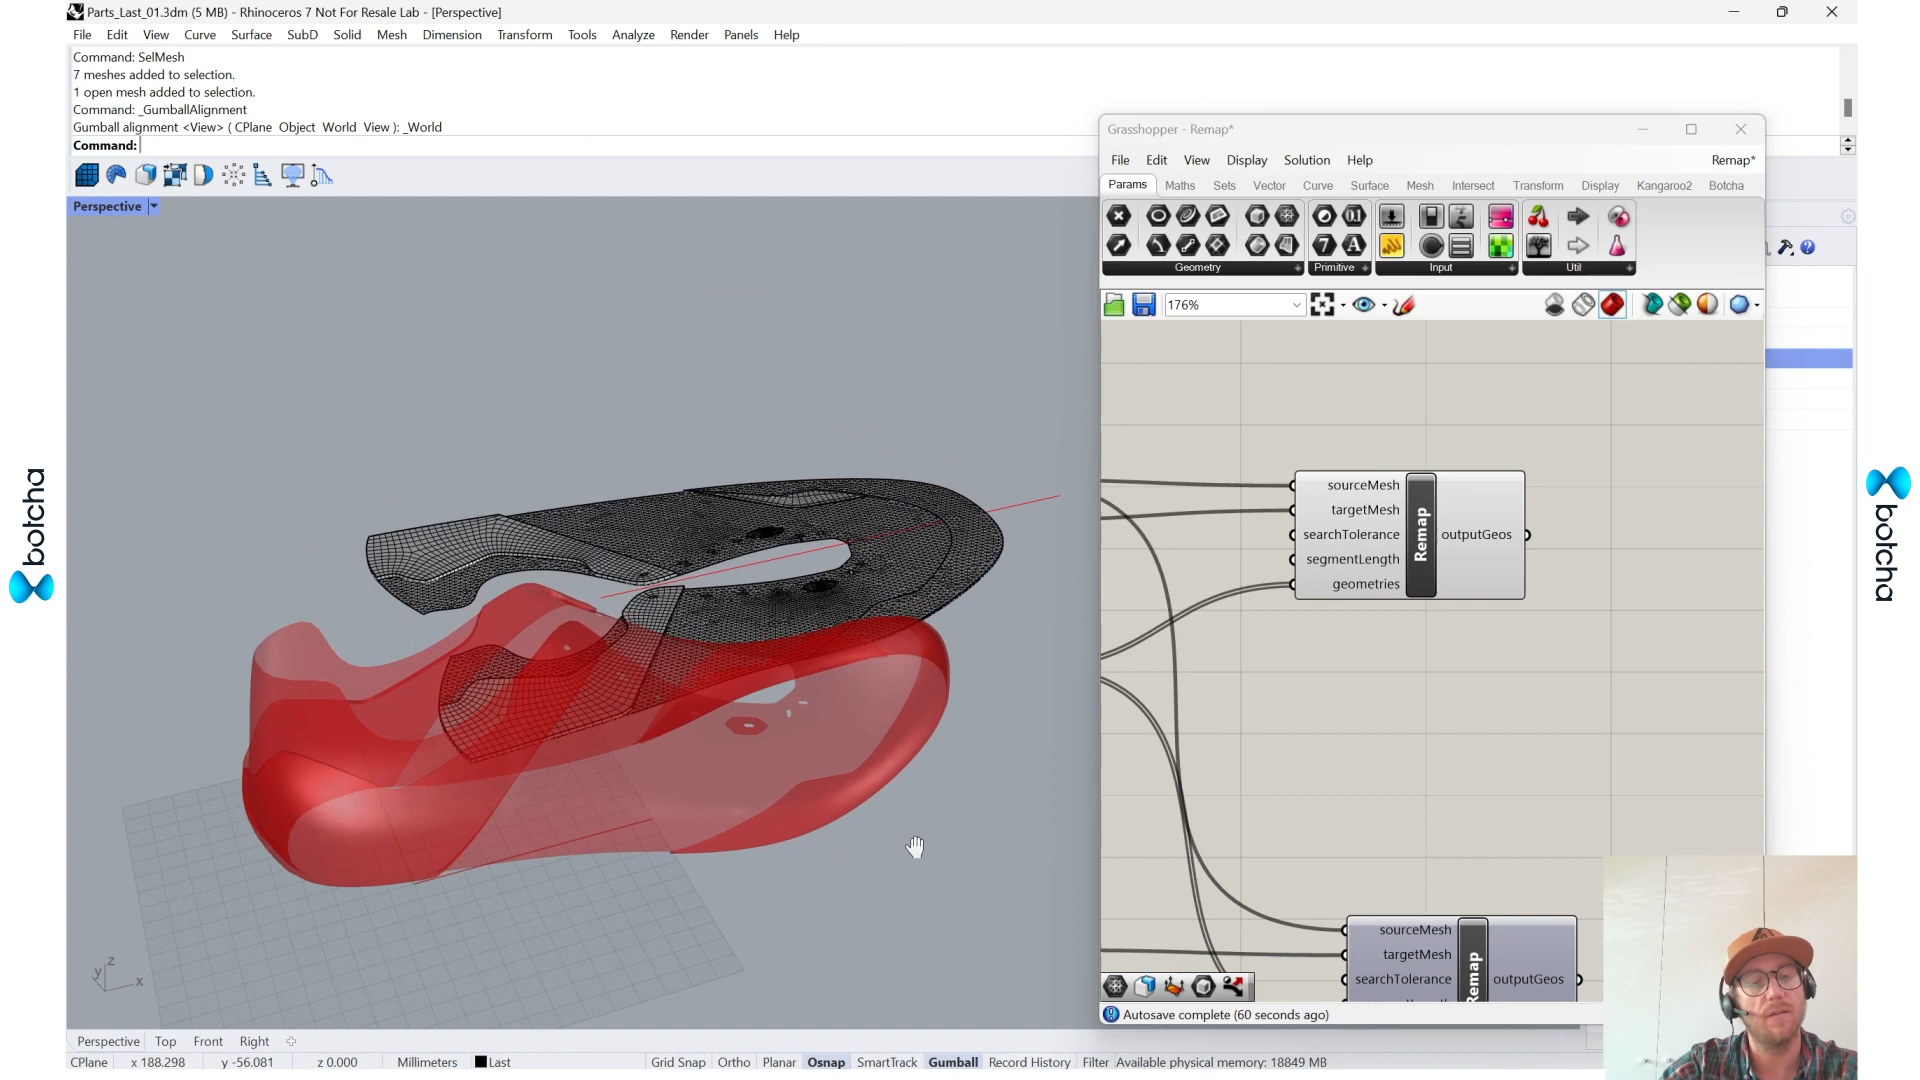 Parts_Last_01.3dm (5 MB) - Rhinoceros 7 Not For Resale Lab - [Perspective]
File Edit View Curve Surface SubD Solid Mesh Dimension Transform Tools Analyze Render Panels Help
Command: SelMesh
7 meshes added to selection.
1 open mesh added to selection.
Command: _GumballAlignment
Gumball alignment <View> ( CPlane Object World View ): _World
Command:
Perspective
Grasshopper - Remap*
File Edit View Display Solution Help
Remap*
Params Maths Sets Vector Curve Surface Mesh Intersect Transform Display Kangaroo2 Botcha
Geometry Primitive Input Util
176%
sourceMesh
targetMesh
searchTolerance
segmentLength
geometries
Remap
outputGeos
sourceMesh
targetMesh
searchTolerance
Remap
outputGeos
Autosave complete (60 seconds ago)
z
y
x
botcha
botcha
Perspective Top Front Right
CPlane x 188.298 y -56.081 z 0.000 Millimeters Last Grid Snap Ortho Planar Osnap SmartTrack Gumball Record History Filter Available physical memory: 18849 MB